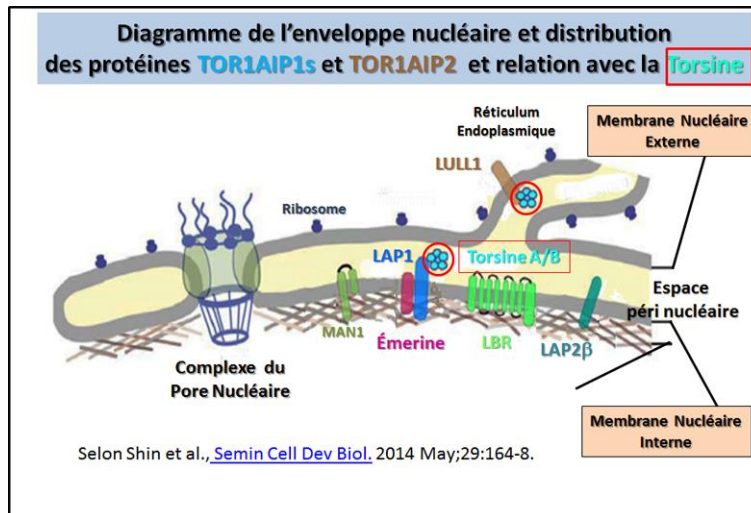 Diagramme de l'enveloppe nucléaire et distribution
des protéines TOR1AIP1s et TOR1AIP2 et relation avec la Torsine
Réticulum
Endoplasmique
Membrane Nucléaire
Externe
LULL1
Ribosome
LAP1
Torsine A/B
Espace
péri nucléaire
MAN1
Émerine
LBR
LAP2β
Complexe du
Pore Nucléaire
Membrane Nucléaire
Interne
Selon Shin et al., Semin Cell Dev Biol. 2014 May;29:164-8.